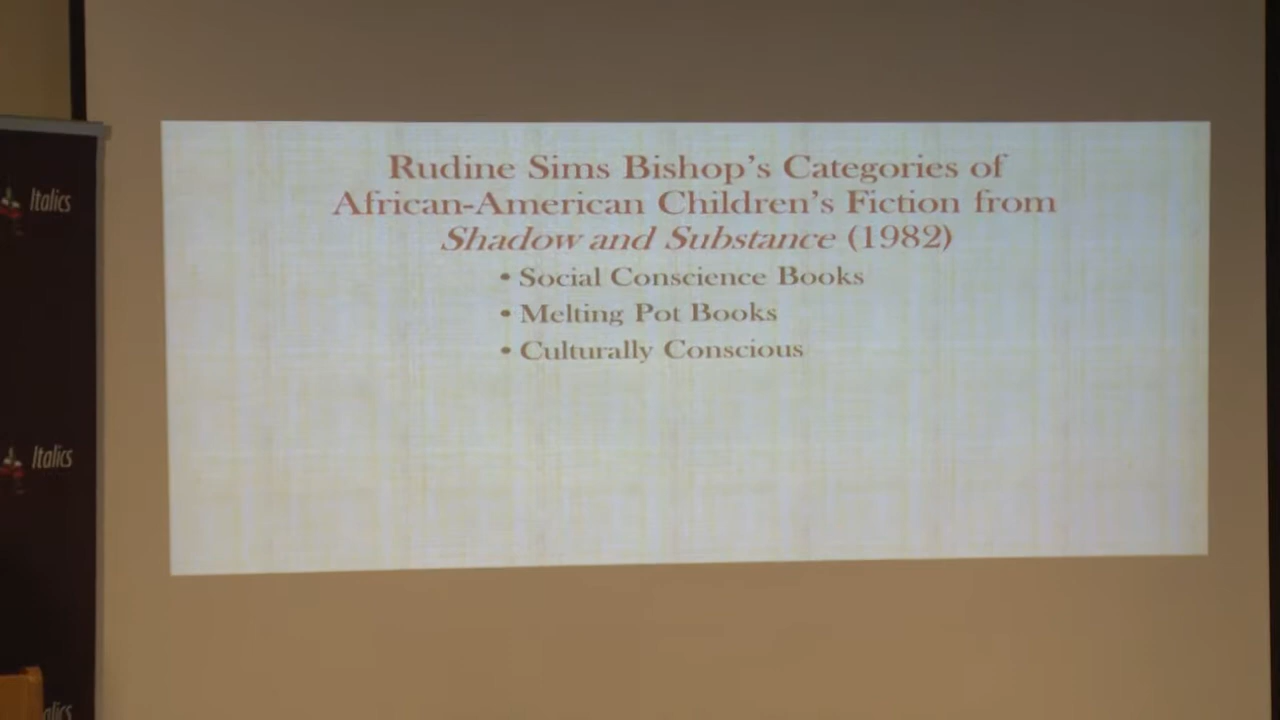 Rudine Sims Bishop’s Categories of
African-American Children’s Fiction from
Shadow and Substance (1982)
• Social Conscience Books
• Melting Pot Books
• Culturally Conscious
Italics
Italics
alics